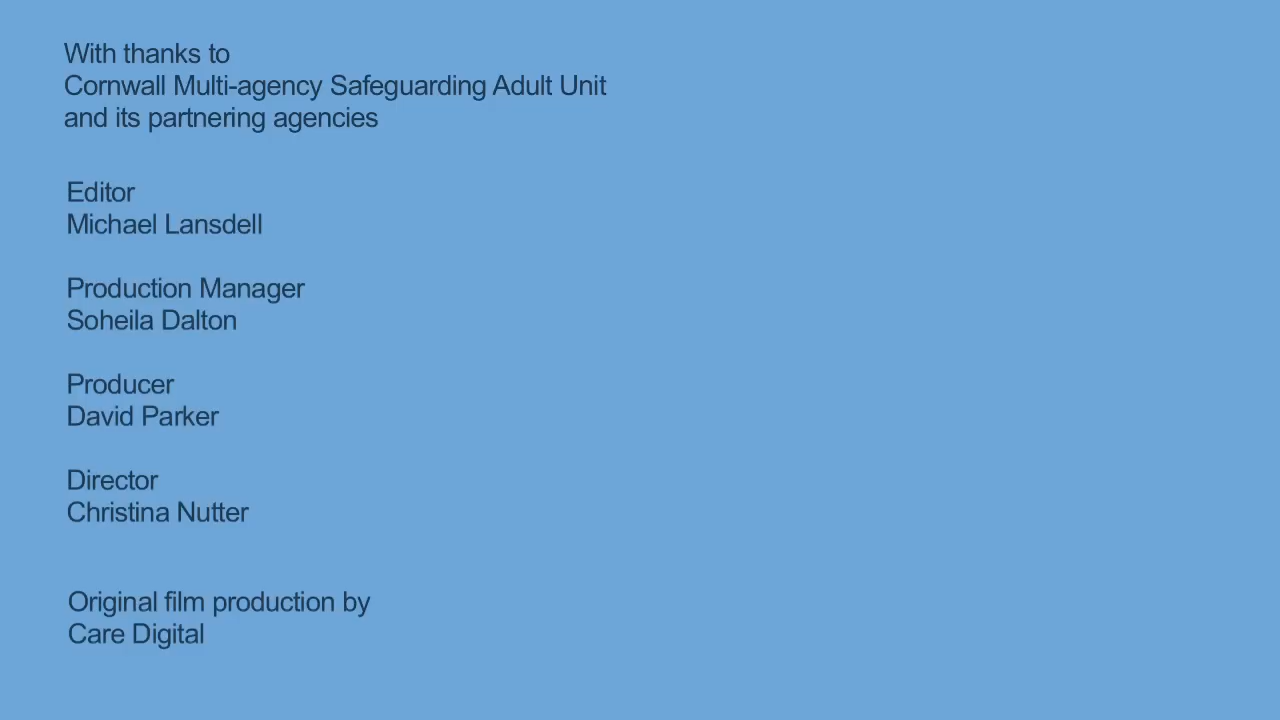 With thanks to
Cornwall Multi-agency Safeguarding Adult Unit
and its partnering agencies
Editor
Michael Lansdell
Production Manager
Soheila Dalton
Producer
David Parker
Director
Christina Nutter
Original film production by
Care Digital